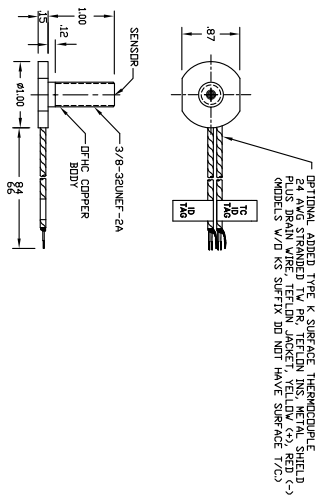 OPTIONAL ADDED TYPE K SURFACE THERMOCOUPLE
24 AWG STRANDED TW PR, TEFLON INS, METAL SHIELD
PLUS DRAIN WIRE, TEFLON JACKET, YELLOW (+), RED (-)
(MODELS W/O KS SUFFIX DO NOT HAVE SURFACE T/C)
.87
TC
ID
TAG
ID
TAG
SENSOR
1.00
.12
.15
3/8-32UNEF-2A
OFHC COPPER
BODY
ø1.00
84
66